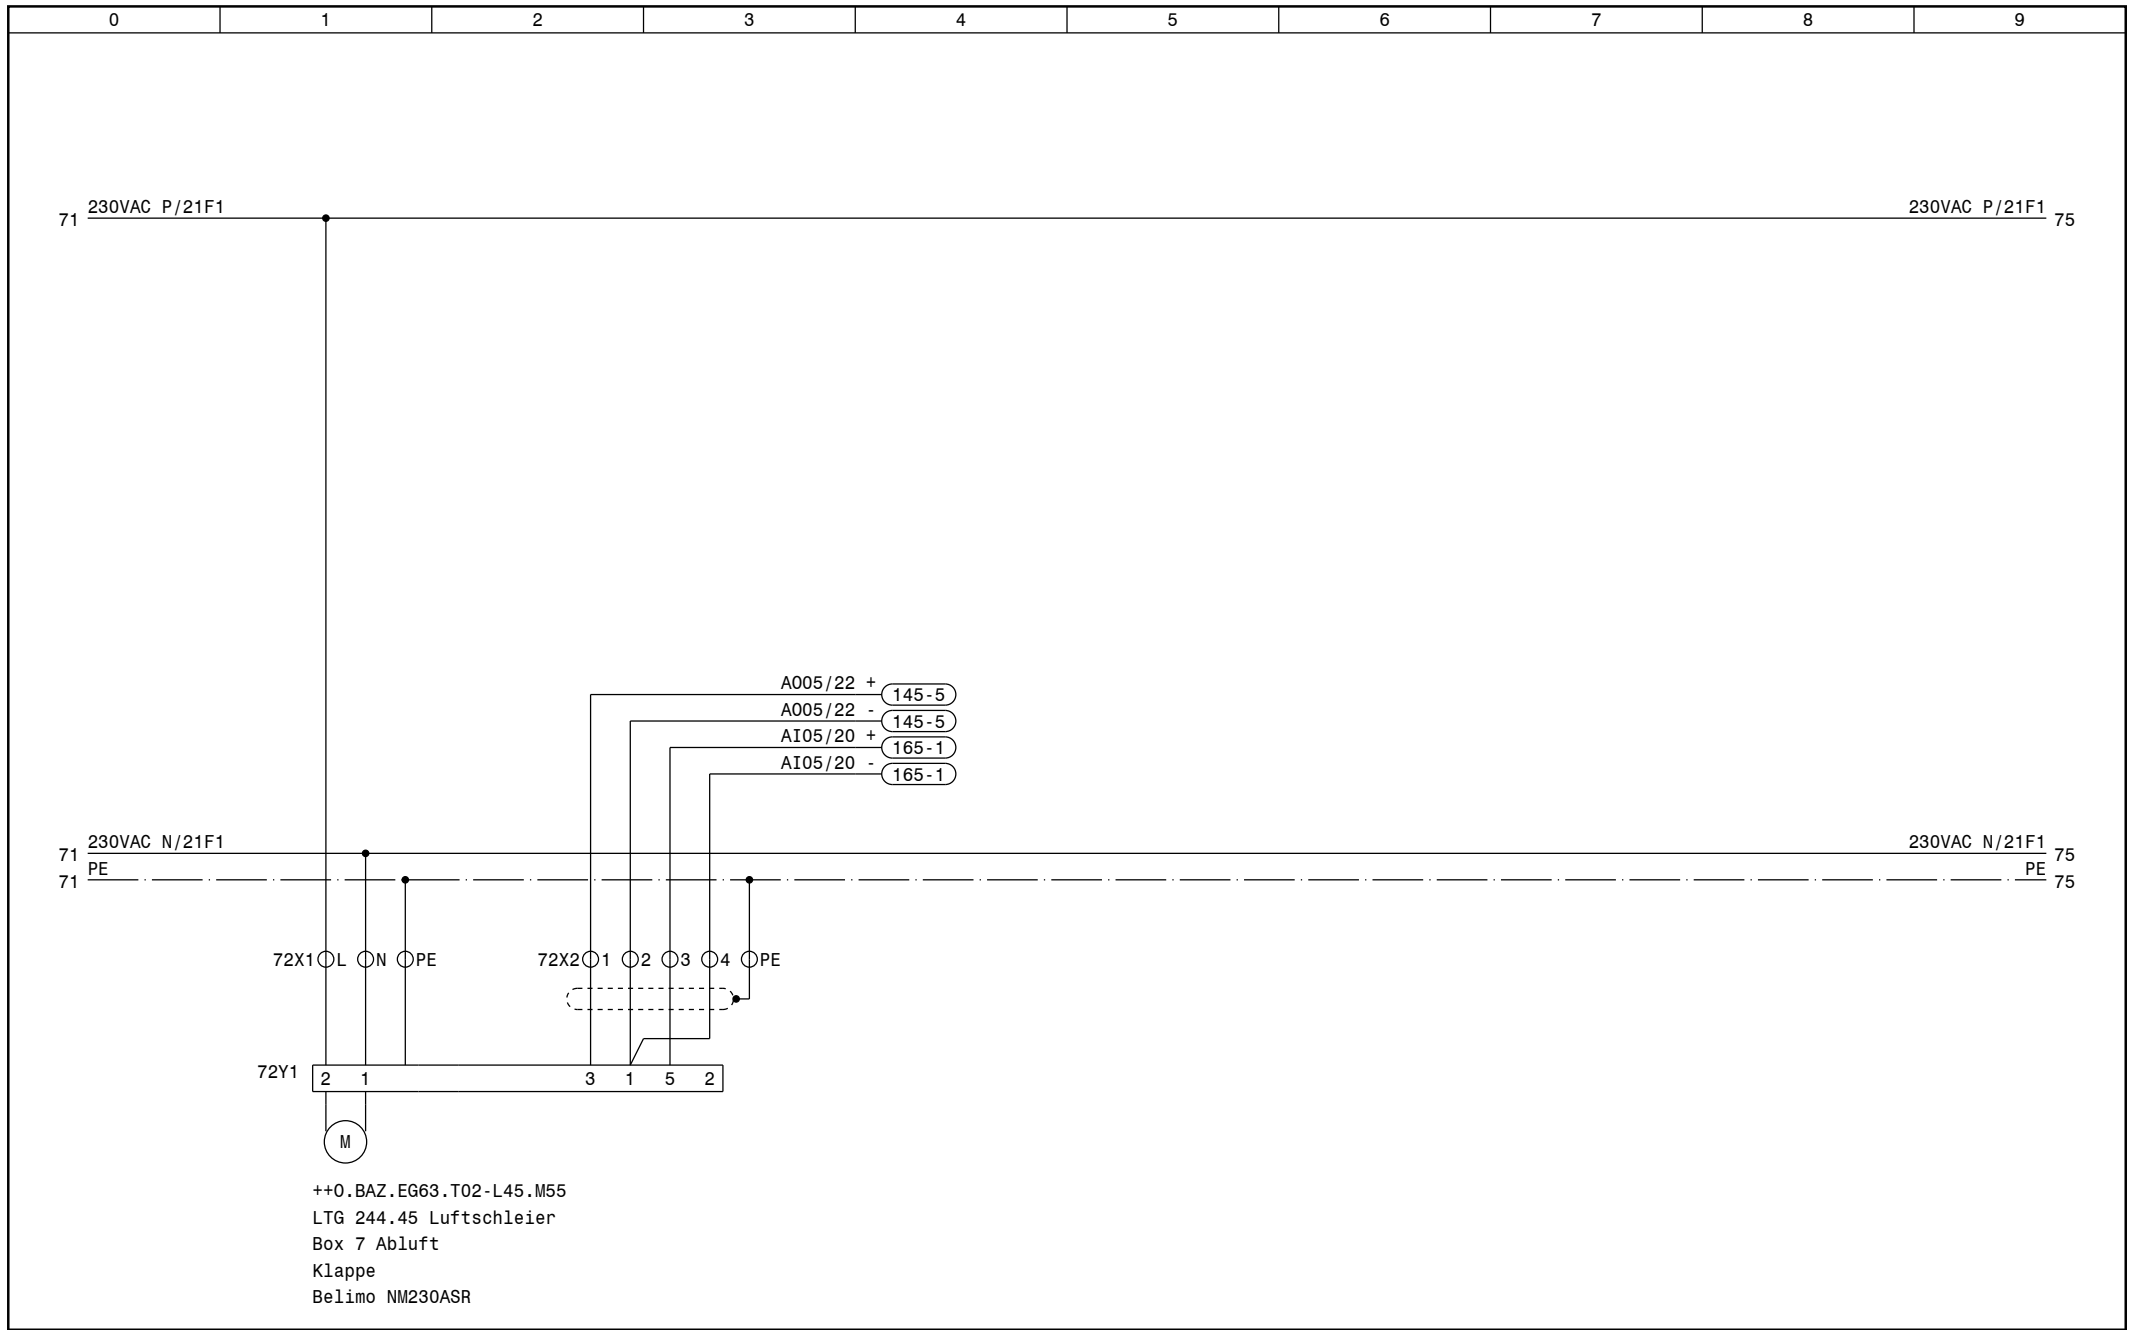 0 1 2 3 4 5 6 7 8 9
230VAC P/21F1 230VAC P/21F1
71 75
AO05/22 + 145-5
AO05/22 - 145-5
AI05/20 + 165-1
AI05/20 - 165-1
230VAC N/21F1 230VAC N/21F1
71 75
PE PE
71 75
72X1 L N PE 72X2 1 2 3 4 PE
72Y1 2 1 3 1 5 2
M
++O.BAZ.EG63.T02-L45.M55
LTG 244.45 Luftschleier
Box 7 Abluft
Klappe
Belimo NM230ASR